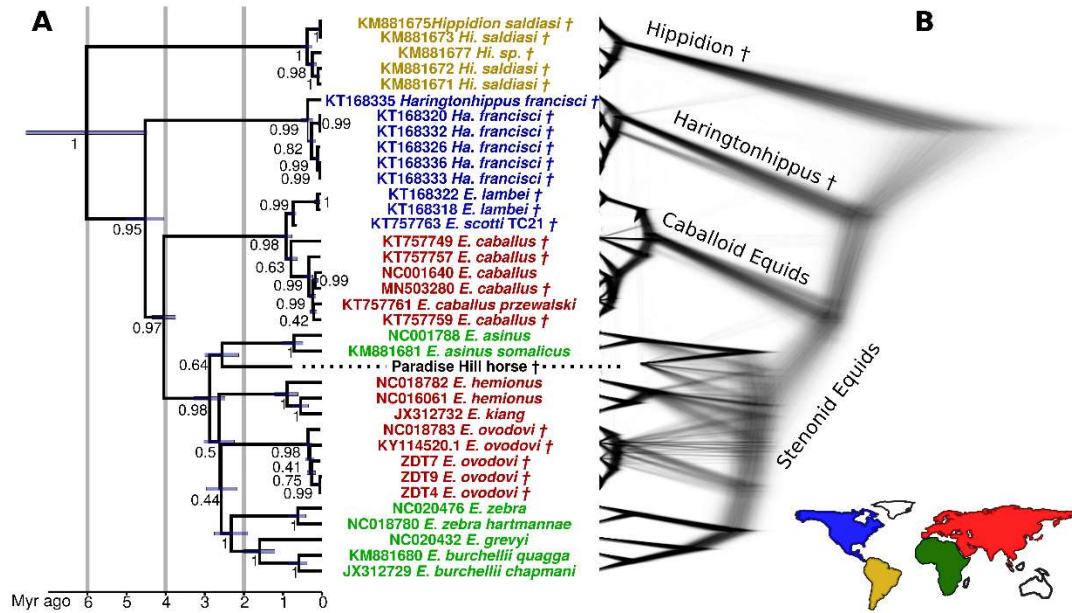 A
B
KM881675Hippidion saldiasi †
KM881673 Hi. saldiasi †
KM881677 Hi. sp. †
KM881672 Hi. saldiasi †
KM881671 Hi. saldiasi †
KT168335 Haringtonhippus francisci †
KT168320 Ha. francisci †
KT168332 Ha. francisci †
KT168326 Ha. francisci †
KT168336 Ha. francisci †
KT168333 Ha. francisci †
KT168322 E. lambei †
KT168318 E. lambei †
KT757763 E. scotti TC21 †
KT757749 E. caballus †
KT757757 E. caballus †
NC001640 E. caballus
MN503280 E. caballus †
KT757761 E. caballus przewalski
KT757759 E. caballus †
NC001788 E. asinus
KM881681 E. asinus somalicus
Paradise Hill horse †
NC018782 E. hemionus
NC016061 E. hemionus
JX312732 E. kiang
NC018783 E. ovodovi †
KY114520.1 E. ovodovi †
ZDT7 E. ovodovi †
ZDT9 E. ovodovi †
ZDT4 E. ovodovi †
NC020476 E. zebra
NC018780 E. zebra hartmannae
NC020432 E. grevyi
KM881680 E. burchellii quagga
JX312729 E. burchellii chapmani
1
1
0.98
1
1
0.99
0.99
0.82
0.99
0.99
0.95
0.99
1
0.98
0.63
0.99
0.99
0.99
0.42
0.97
1
0.64
0.98
1
1
0.5
0.98
0.41
0.75
0.99
0.44
1
1
1
1
Myr ago
6 5 4 3 2 1 0
Hippidion †
Haringtonhippus †
Caballoid Equids
Stenonid Equids